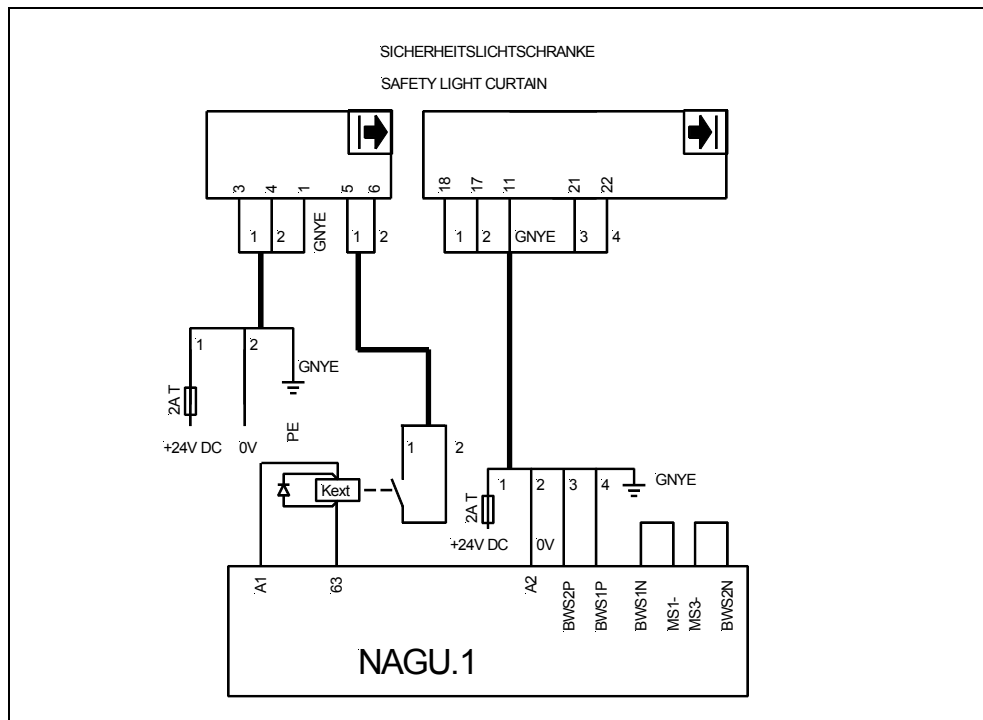 SICHERHEITSLICHTSCHRANKE
SAFETY LIGHT CURTAIN
3 4 1 5 6
18 17 11 21 22
1 2 GNYE 1 2
1 2 GNYE 3 4
1 2 GNYE
2A T
+24V DC 0V PE
1 2
Kext
1 2 3 4 GNYE
2A T
+24V DC 0V
A1 63 A2 BWS2P BWS1P BWS1N MS1- MS3- BWS2N
NAGU.1